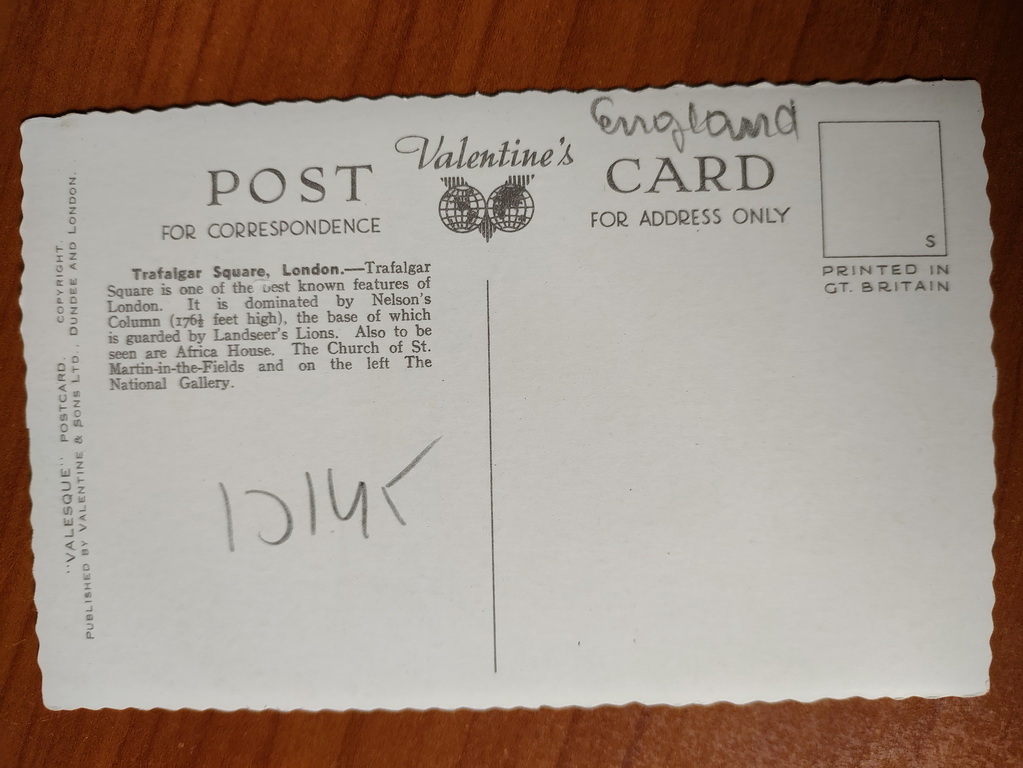 England
Valentine's
POST CARD
FOR CORRESPONDENCE
FOR ADDRESS ONLY
S
PRINTED IN
GT. BRITAIN
Trafalgar Square, London.—Trafalgar
Square is one of the best known features of
London. It is dominated by Nelson's
Column (176½ feet high), the base of which
is guarded by Landseer's Lions. Also to be
seen are Africa House. The Church of St.
Martin-in-the-Fields and on the left The
National Gallery.
"VALESQUE" POSTCARD. COPYRIGHT.
PUBLISHED BY VALENTINE & SONS LTD., DUNDEE AND LONDON.